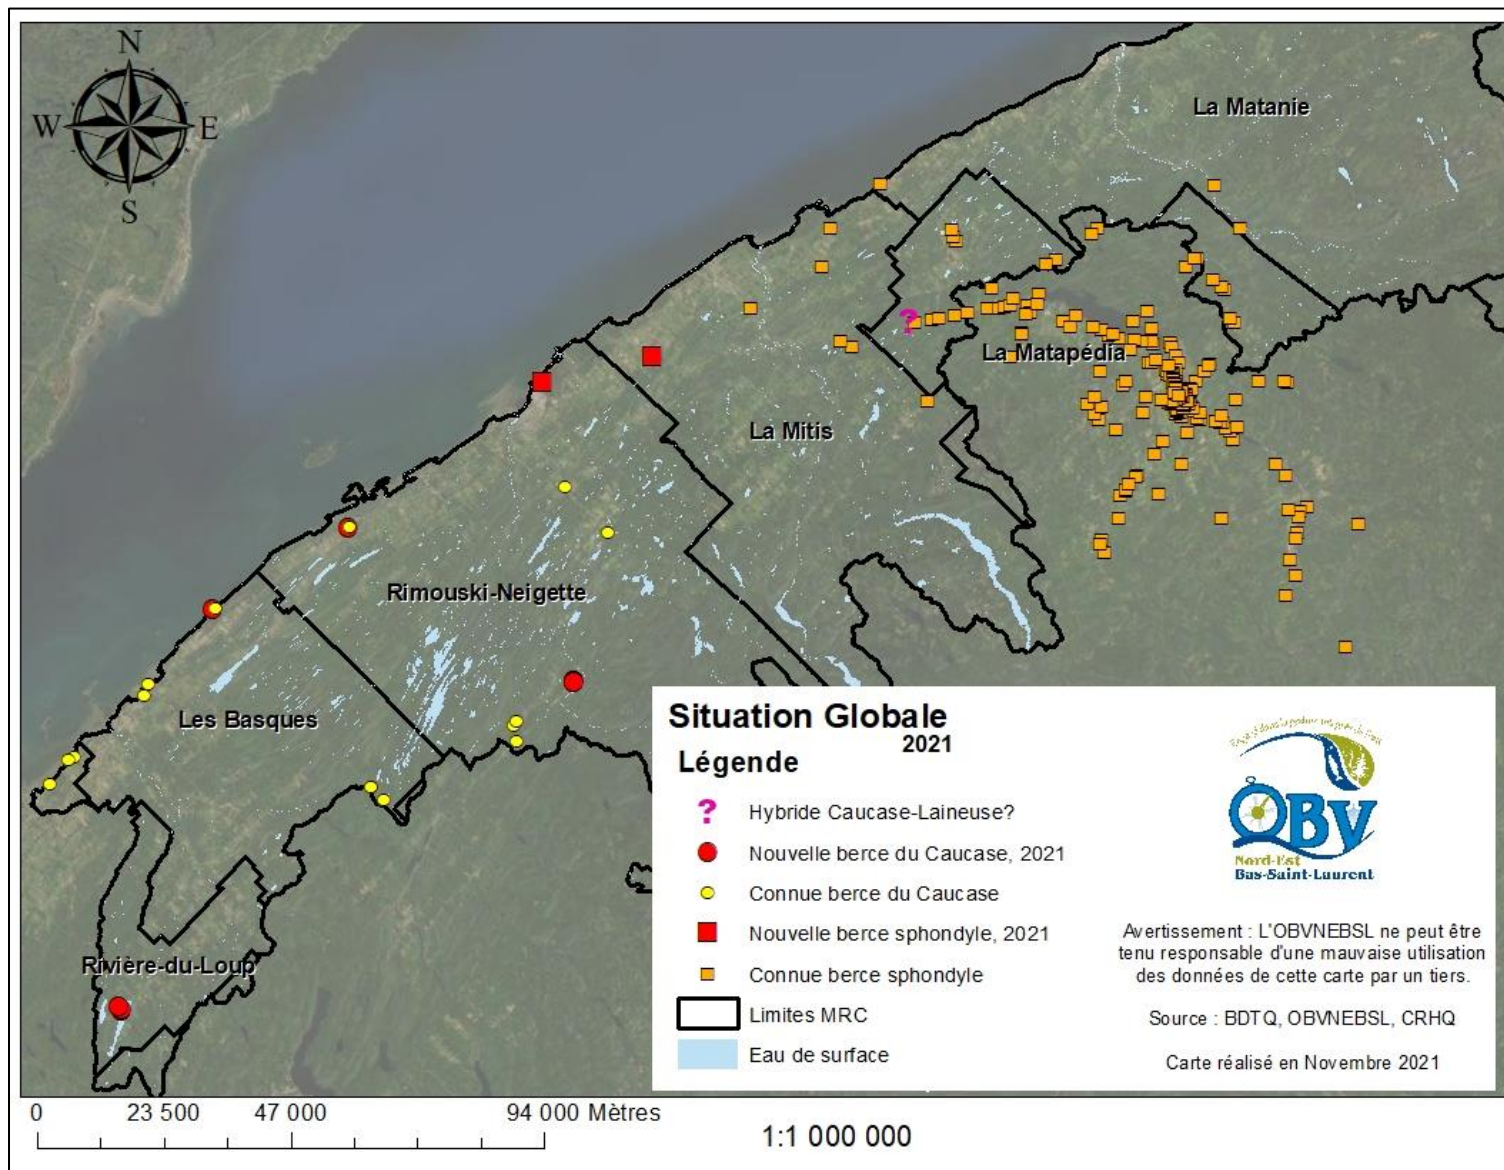 N
W
E
S
La Matanie
La Matapédia
La Mitis
Rimouski-Neigette
Les Basques
Rivière-du-Loup
Situation Globale
2021
Légende
? Hybride Caucase-Laineuse?
Nouvelle berce du Caucase, 2021
Connue berce du Caucase
Nouvelle berce sphondyle, 2021
Connue berce sphondyle
Limites MRC
Eau de surface
OBV
Nord-Est
Bas-Saint-Laurent
Avertissement : L'OBVNEBSL ne peut être
tenu responsable d'une mauvaise utilisation
des données de cette carte par un tiers.
Source : BDTQ, OBVNEBSL, CRHQ
Carte réalisé en Novembre 2021
0 23 500 47 000 94 000 Mètres
1:1 000 000